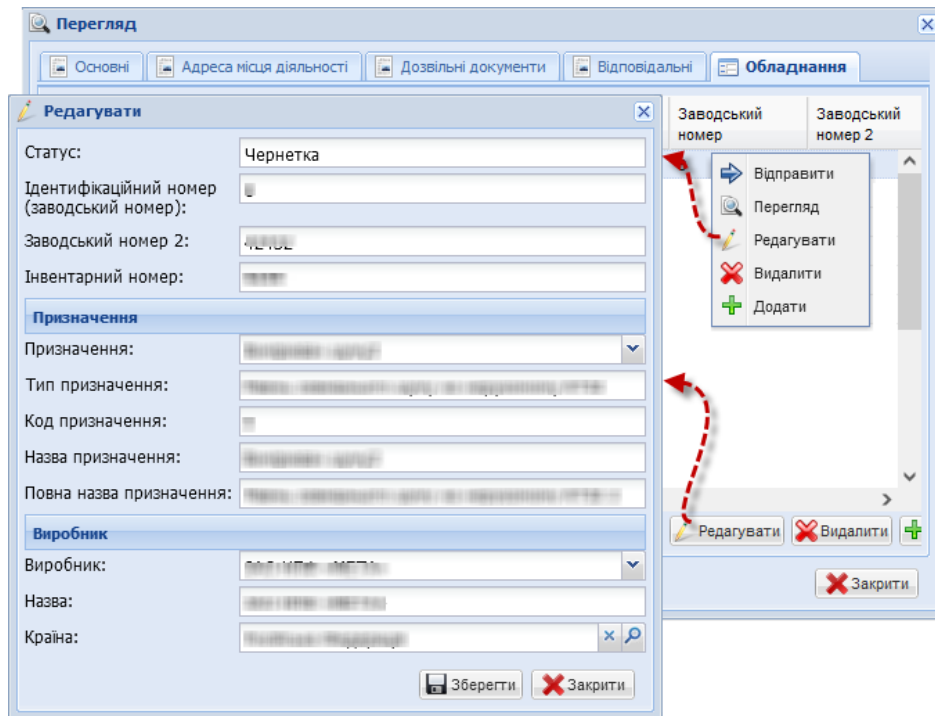 Перегляд
Основні Адреса місця діяльності Дозвільні документи Відповідальні Обладнання
Редагувати
Заводський номер
Заводський номер 2
Статус: Чернетка
Ідентифікаційний номер
(заводський номер):
Заводський номер 2:
Інвентарний номер:
Призначення
Призначення:
Тип призначення:
Код призначення:
Назва призначення:
Повна назва призначення:
Виробник
Виробник:
Назва:
Країна:
Зберегти Закрити
Відправити
Перегляд
Редагувати
Видалити
Додати
Редагувати Видалити
Закрити